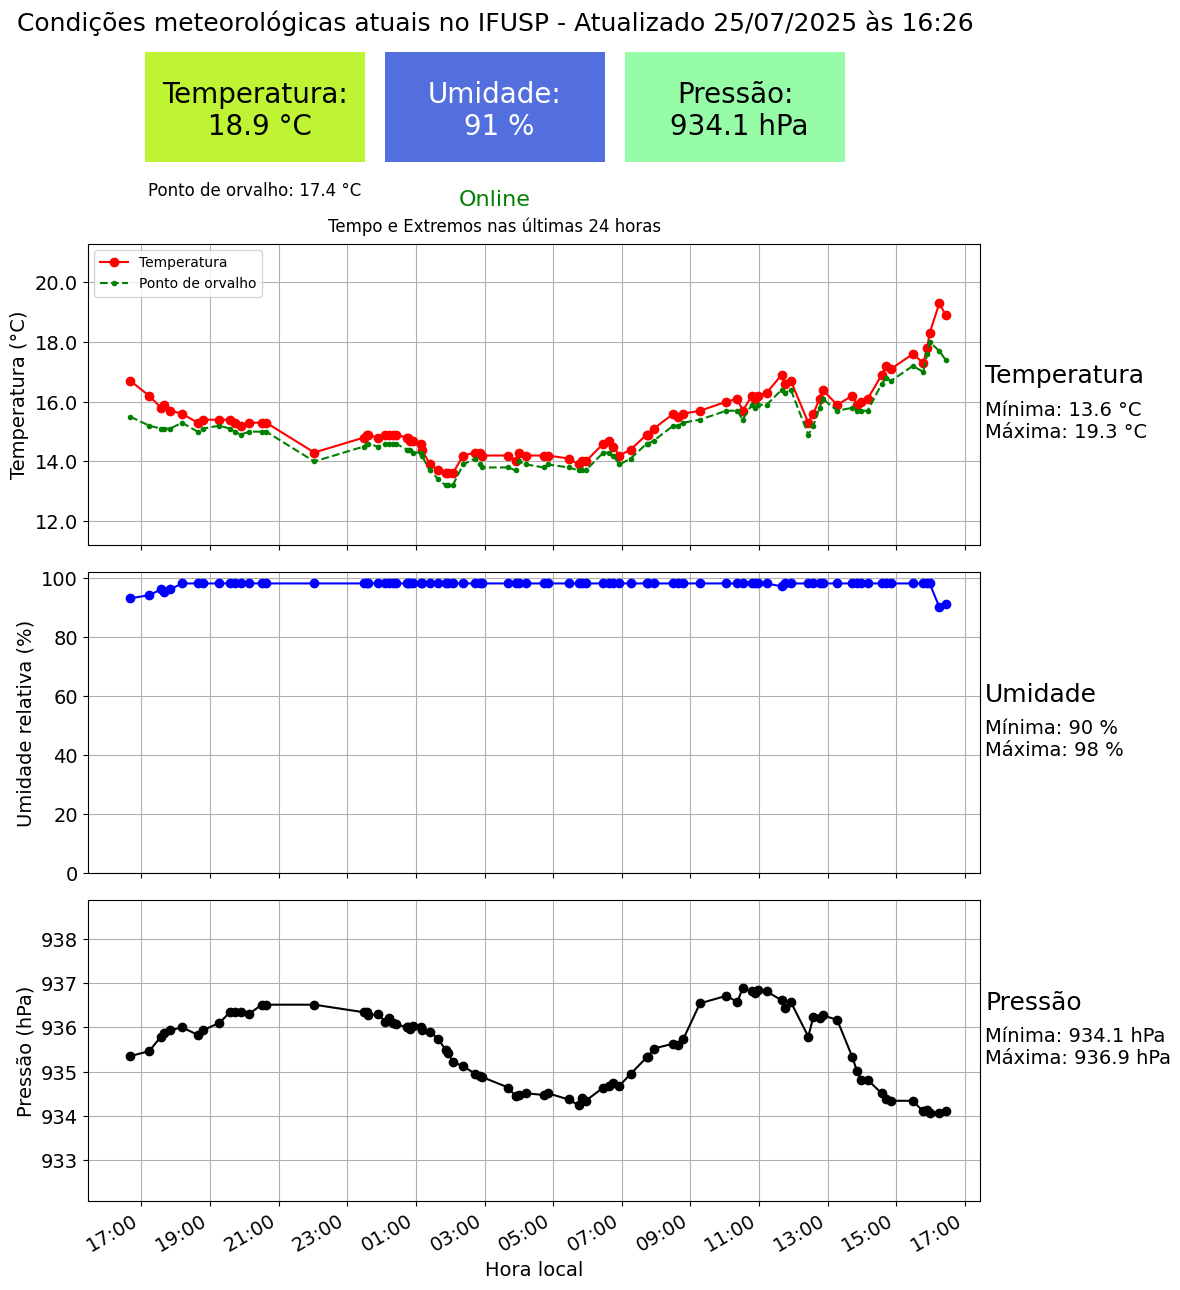 Condições meteorológicas atuais no IFUSP - Atualizado 25/07/2025 às 16:26
Temperatura:
18.9 °C
Umidade:
91 %
Pressão:
934.1 hPa
Ponto de orvalho: 17.4 °C
Online
Tempo e Extremos nas últimas 24 horas
Temperatura
Ponto de orvalho
Temperatura (°C)
20.0
18.0
16.0
14.0
12.0
Temperatura
Mínima: 13.6 °C
Máxima: 19.3 °C
Umidade relativa (%)
100
80
60
40
20
0
Umidade
Mínima: 90 %
Máxima: 98 %
Pressão (hPa)
938
937
936
935
934
933
Pressão
Mínima: 934.1 hPa
Máxima: 936.9 hPa
17:00 19:00 21:00 23:00 01:00 03:00 05:00 07:00 09:00 11:00 13:00 15:00 17:00
Hora local